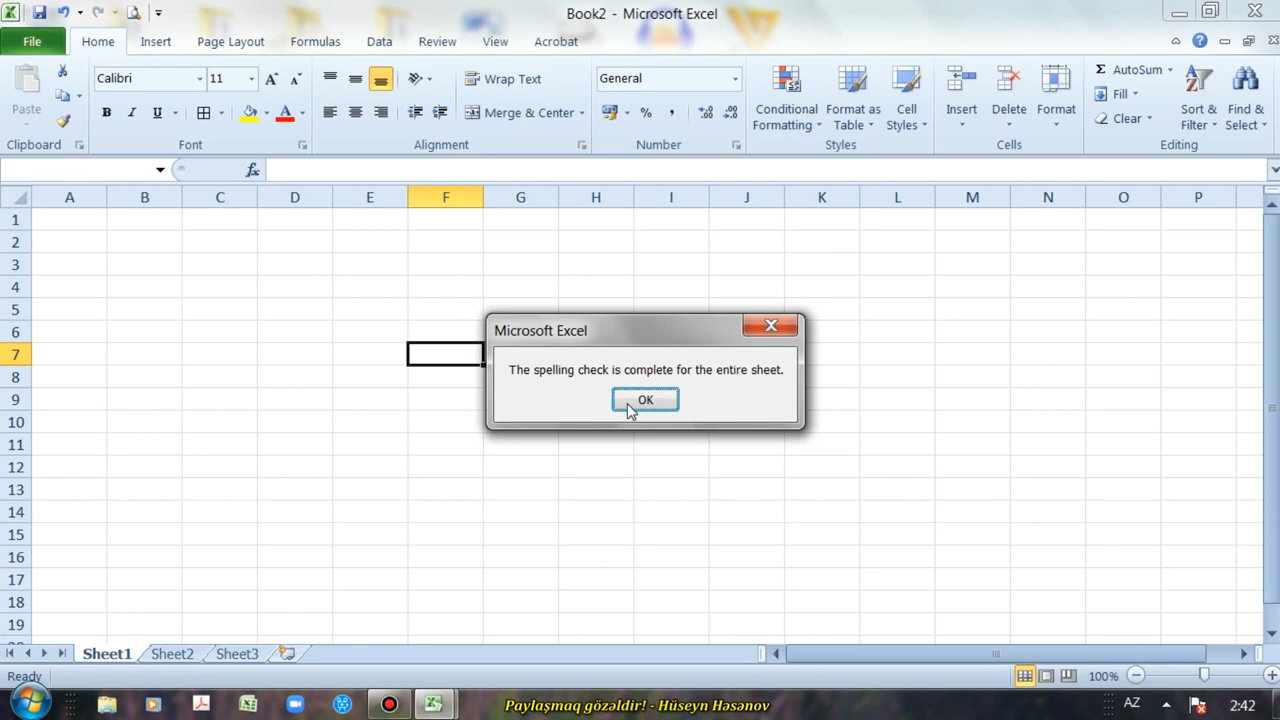 Book2 - Microsoft Excel
File Home Insert Page Layout Formulas Data Review View Acrobat
Paste
Calibri 11
B I U
Wrap Text
Merge & Center
General
%
Conditional Formatting
Format as Table
Cell Styles
Insert Delete Format
AutoSum
Fill
Clear
Sort & Filter
Find & Select
Clipboard Font Alignment Number Styles Cells Editing
fx
A B C D E F G H I J K L M N O P
1
2
3
4
5
6
7
8
9
10
11
12
13
14
15
16
17
18
19
Microsoft Excel
The spelling check is complete for the entire sheet.
OK
Sheet1 Sheet2 Sheet3
Ready
100%
Paylaşmaq gözəldir! - Hüseyn Həsənov
AZ
2:42